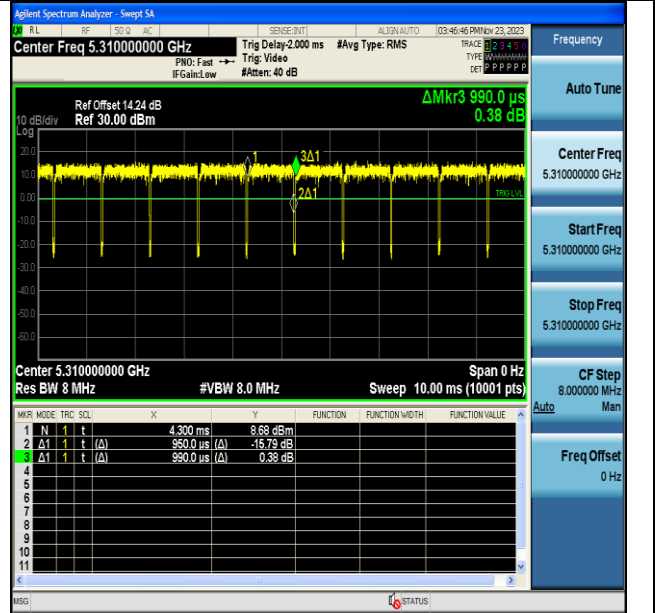 Agilent Spectrum Analyzer - Swept SA
RL RF 50 Ω AC SENSE:INT ALIGN AUTO 03:46:46 PM Nov 23, 2023
Center Freq 5.310000000 GHz Trig Delay-2.000 ms #Avg Type: RMS TRACE 1 2 3 4 5 6
PNO: Fast Trig: Video TYPE WWWWWW
IFGain:Low #Atten: 40 dB DET P P P P P P
Ref Offset 14.24 dB ΔMkr3 990.0 µs
10 dB/div Ref 30.00 dBm 0.38 dB
Log
20.0
10.0
0.00
-20.0
-30.0
-40.0
-50.0
-60.0
1
3Δ1
2Δ1
TRIG LVL
Center 5.310000000 GHz Span 0 Hz
Res BW 8 MHz #VBW 8.0 MHz Sweep 10.00 ms (10001 pts)
MKR MODE TRC SCL X Y FUNCTION FUNCTION WIDTH FUNCTION VALUE
1 N 1 t 4.300 ms 8.68 dBm
2 Δ1 1 t (Δ) 950.0 µs (Δ) -15.79 dB
3 Δ1 1 t (Δ) 990.0 µs (Δ) 0.38 dB
4
5
6
7
8
9
10
11
MSG STATUS
Frequency
Auto Tune
Center Freq
5.310000000 GHz
Start Freq
5.310000000 GHz
Stop Freq
5.310000000 GHz
CF Step
8.000000 MHz
Auto Man
Freq Offset
0 Hz